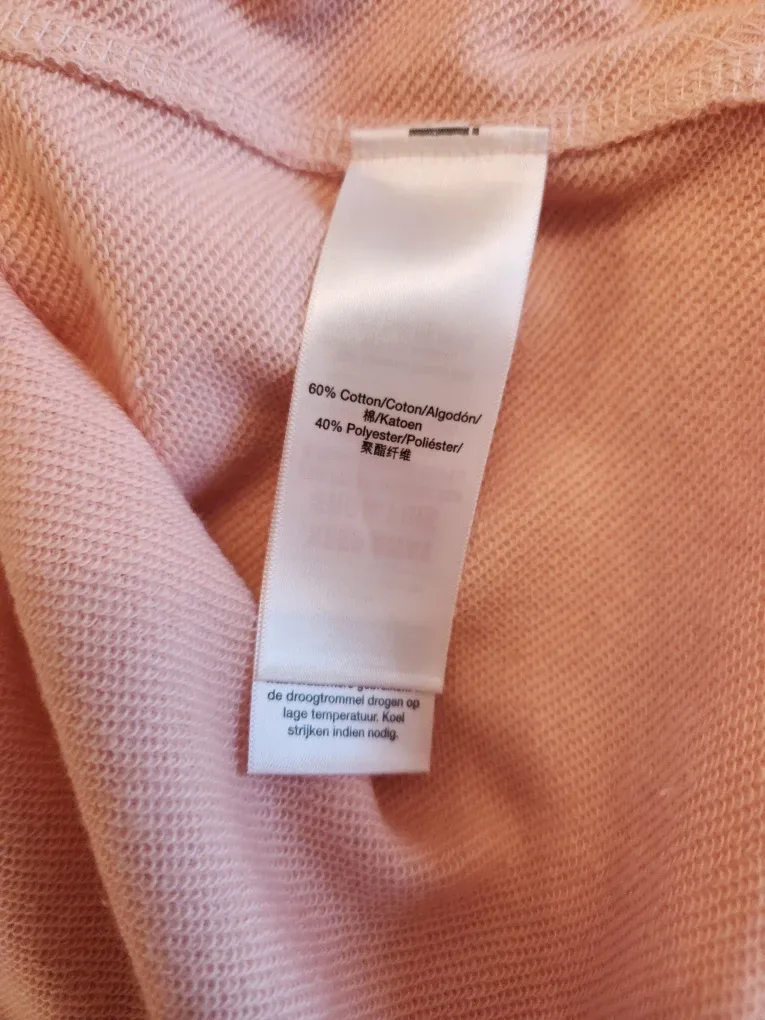 60% Cotton/Coton/Algodón/
棉/Katoen
40% Polyester/Poliéster/
聚酯纤维
de droogtrommel drogen op
lage temperatuur. Koel
strijken indien nodig.